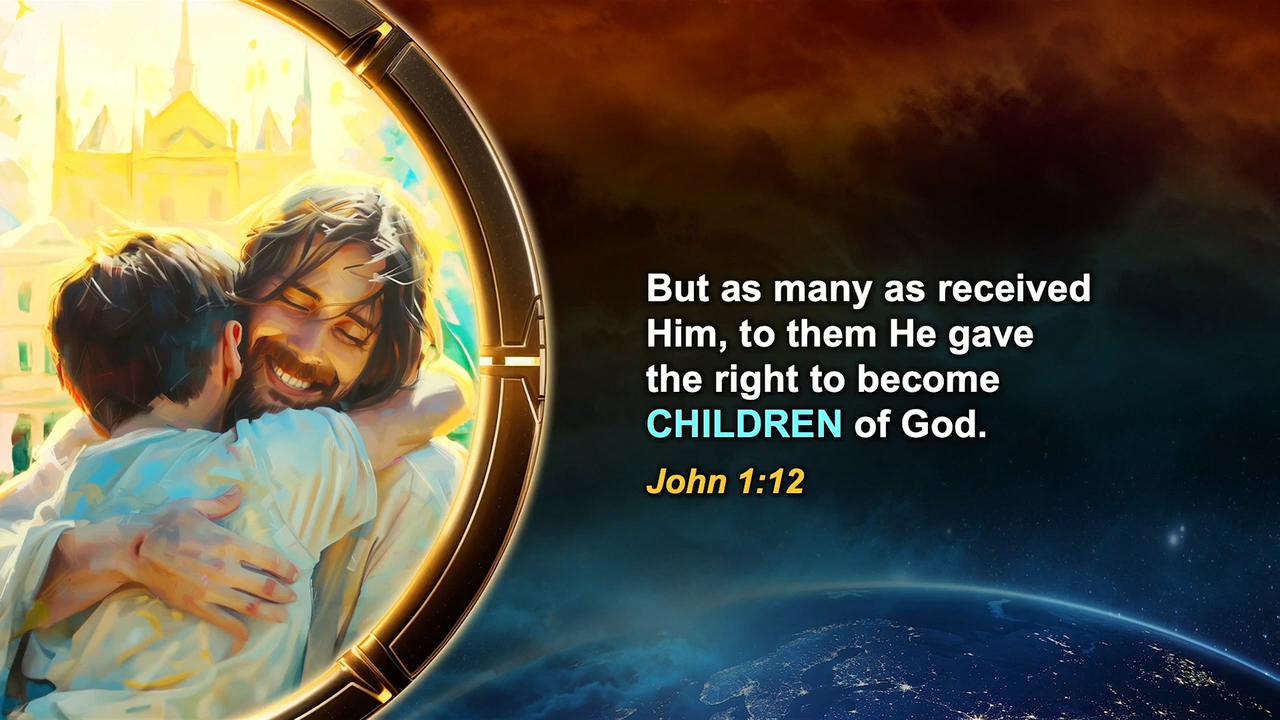 But as many as received
Him, to them He gave
the right to become
CHILDREN of God.
John 1:12